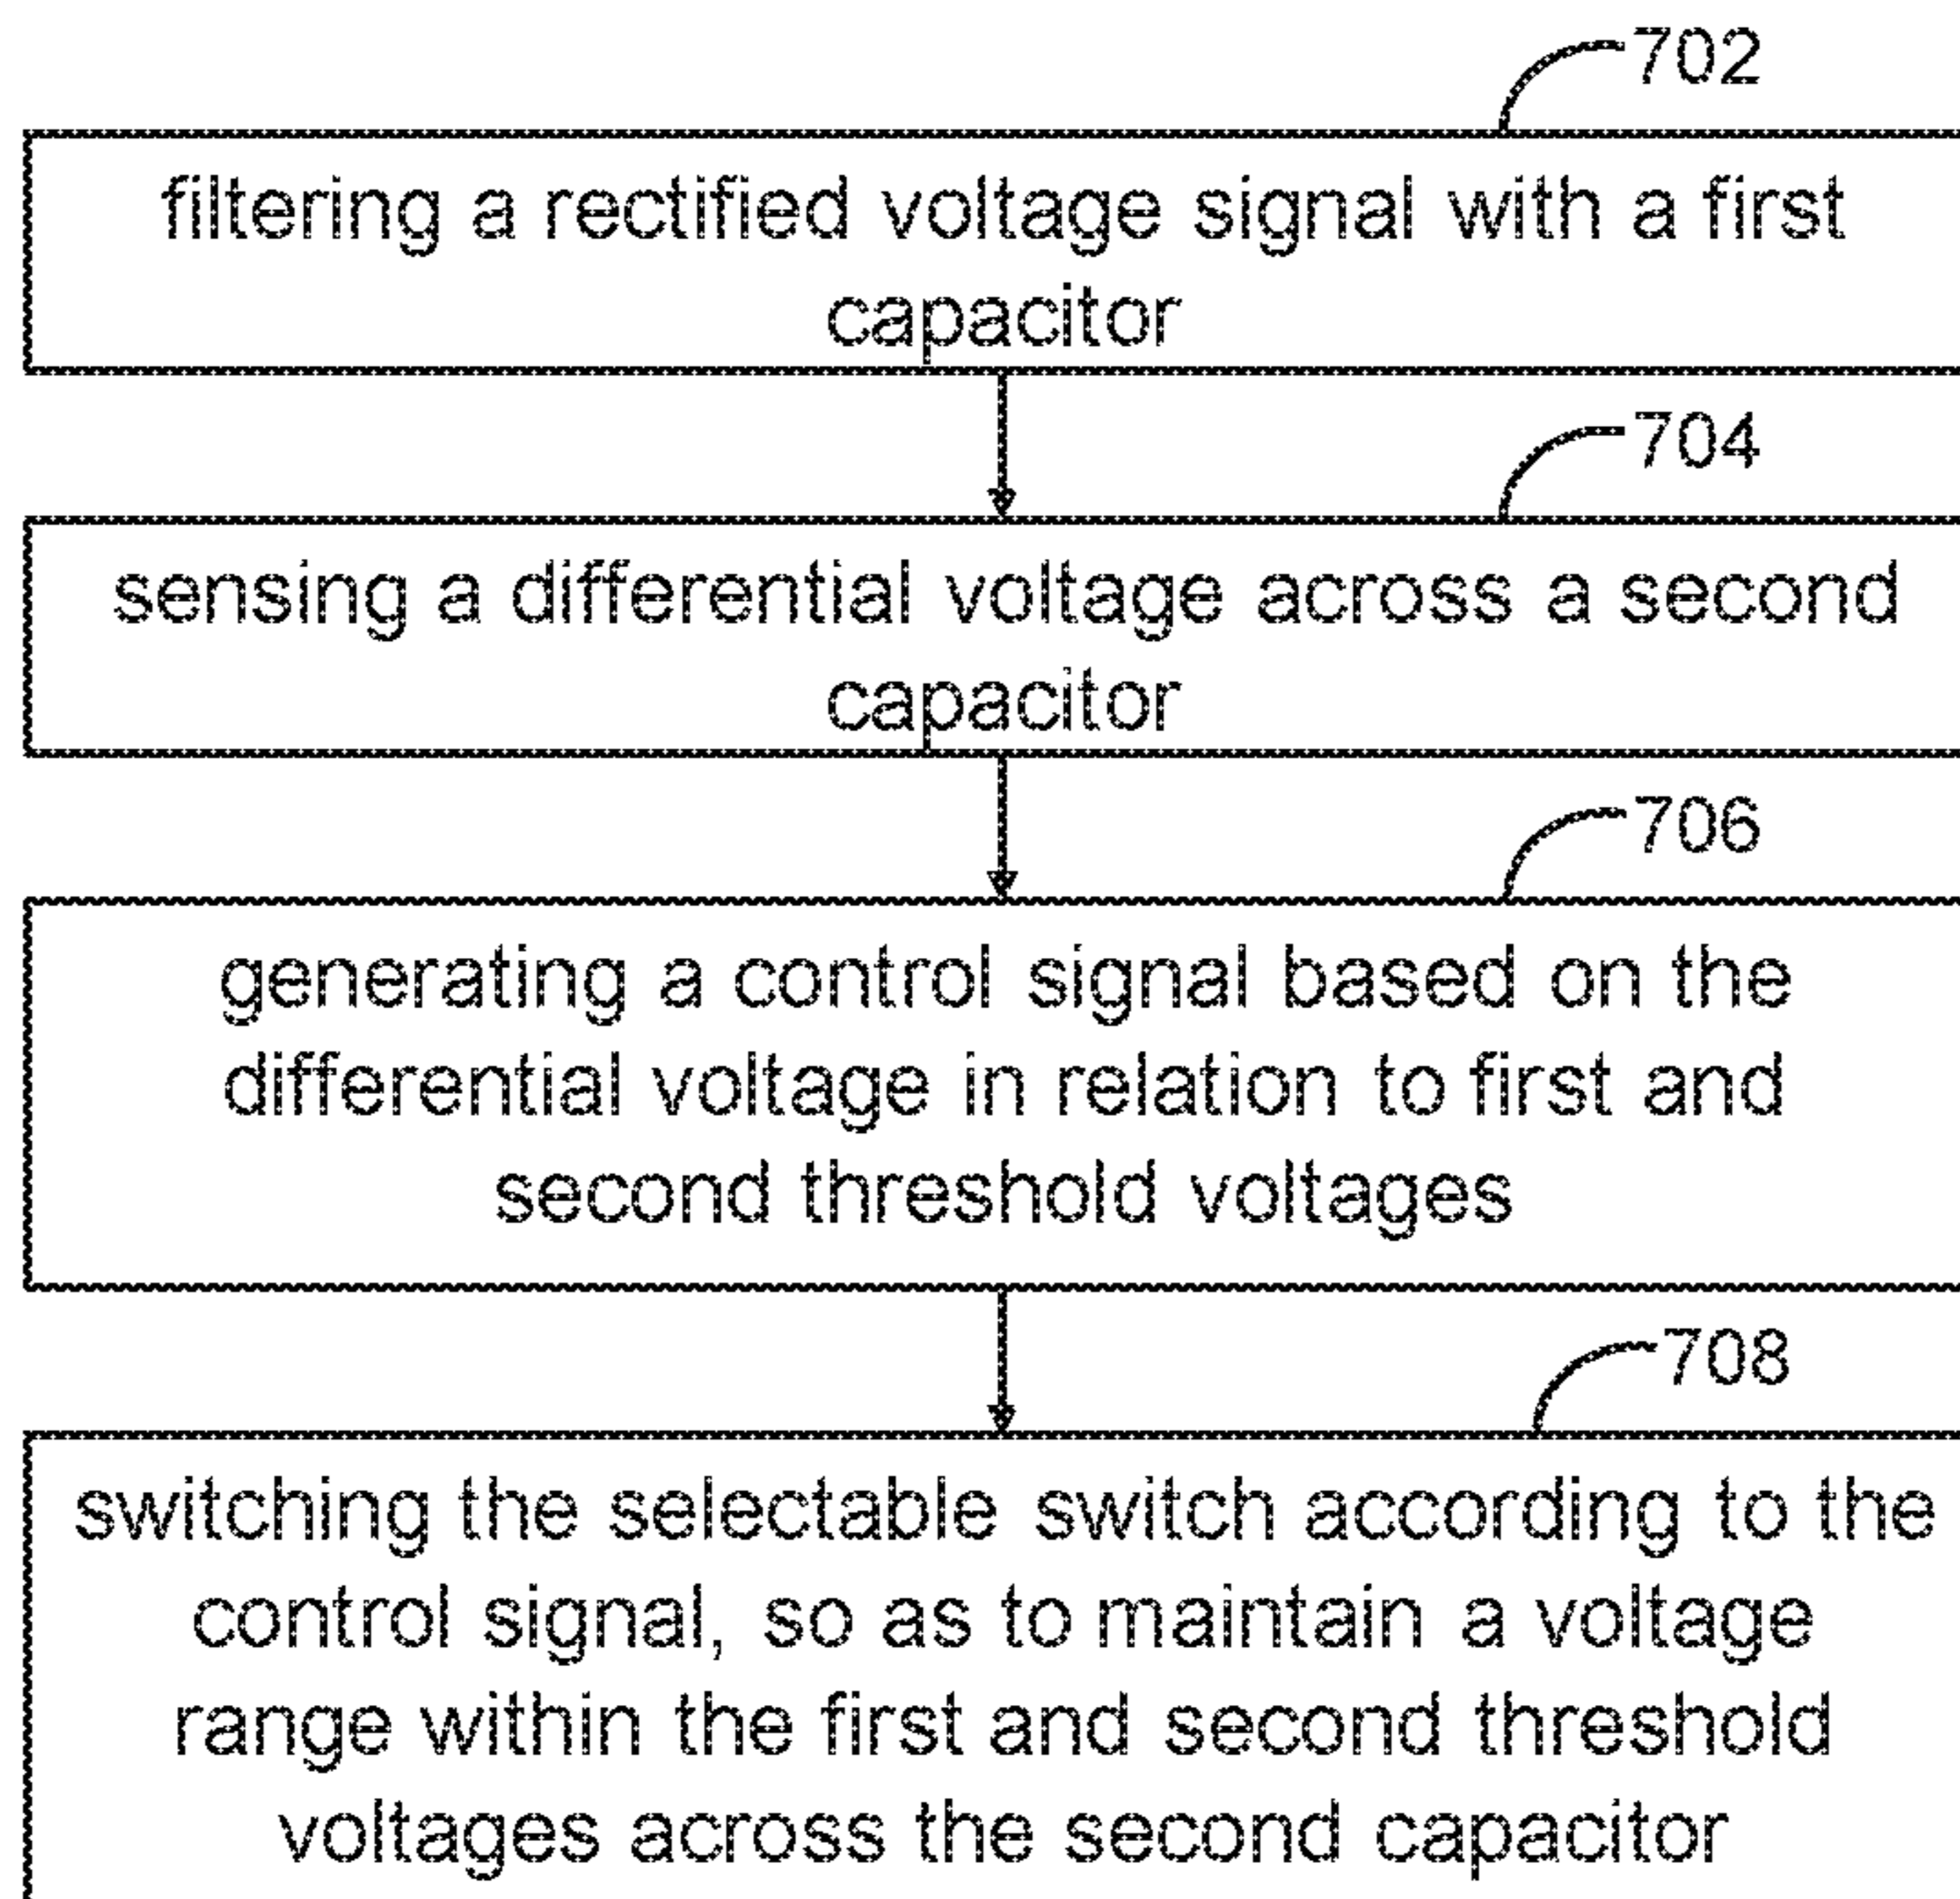 702
filtering a rectified voltage signal with a first
capacitor
704
sensing a differential voltage across a second
capacitor
706
generating a control signal based on the
differential voltage in relation to first and
second threshold voltages
708
switching the selectable switch according to the
control signal, so as to maintain a voltage
range within the first and second threshold
voltages across the second capacitor